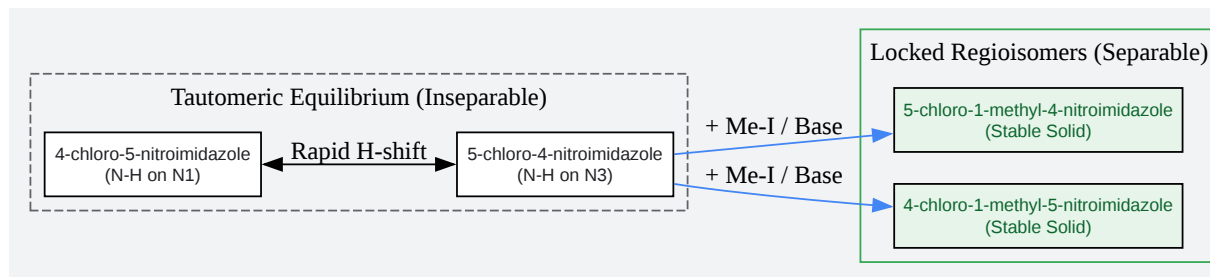 Locked Regioisomers (Separable)
Tautomeric Equilibrium (Inseparable)
4-chloro-5-nitroimidazole
(N-H on N1)
Rapid H-shift
5-chloro-4-nitroimidazole
(N-H on N3)
+ Me-I / Base
+ Me-I / Base
5-chloro-1-methyl-4-nitroimidazole
(Stable Solid)
4-chloro-1-methyl-5-nitroimidazole
(Stable Solid)